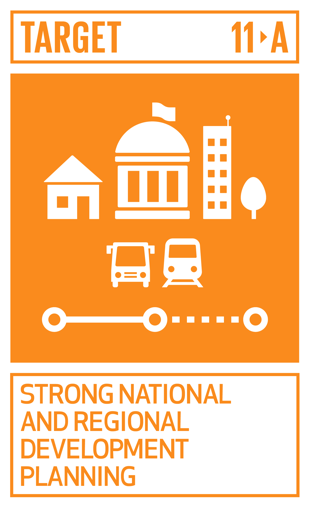 TARGET 11▸A
STRONG NATIONAL
AND REGIONAL
DEVELOPMENT
PLANNING